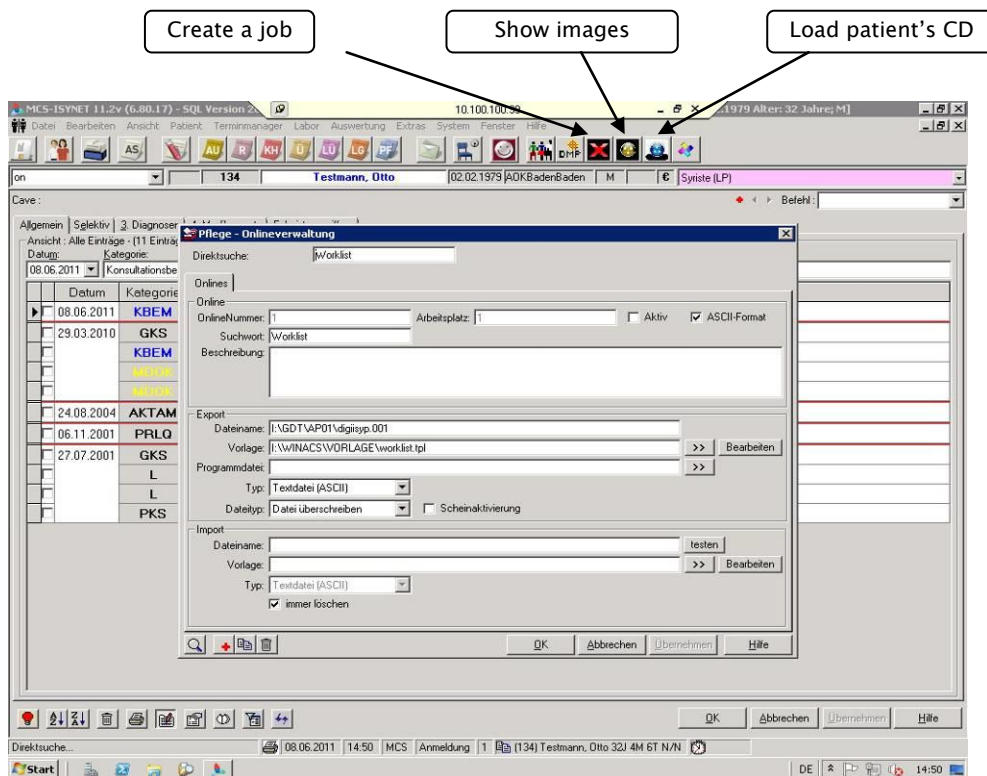 Create a job
Show images
Load patient's CD
MCS-ISYNET 11.2v (6.80.17) - SQL Version 2
10.100.100.99
.1979 Alter: 32 Jahre; M]
Datei Bearbeiten Ansicht Patient Terminmanager Labor Auswertung Extras System Fenster Hilfe
AS AU R KH Ü LÜ LG PF DMP
on 134 Testmann, Otto 02.02.1979 AOKBadenBaden M € Syriste (LP)
Cave : Befehl:
Allgemein Selektiv 3. Diagnosen
Ansicht : Alle Einträge - (11 Einträg
Datum: Kategorie:
08.06.2011 Konsultationsbe
Datum Kategorie
08.06.2011 KBEM
29.03.2010 GKS
KBEM
24.08.2004 AKTAM
06.11.2001 PRLQ
27.07.2001 GKS
L
L
PKS
Pflege - Onlineverwaltung
Direktsuche: Worklist
Onlines
Online
OnlineNummer: 1 Arbeitsplatz: 1 Aktiv ASCII-Format
Suchwort: Worklist
Beschreibung:
Export
Dateiname: I:\GDT\AP01\digiisyp.001
Vorlage: I:\WINACS\VORLAGE\worklist.tpl >> Bearbeiten
Programmdatei: >>
Typ: Textdatei (ASCII)
Dateityp: Datei überschreiben Scheinaktivierung
Import
Dateiname: testen
Vorlage: >> Bearbeiten
Typ: Textdatei (ASCII)
immer löschen
OK Abbrechen Übernehmen Hilfe
OK Abbrechen Übernehmen Hilfe
Direktsuche... 08.06.2011 14:50 MCS Anmeldung 1 (134) Testmann, Otto 32J 4M 6T N/N
Start DE 14:50